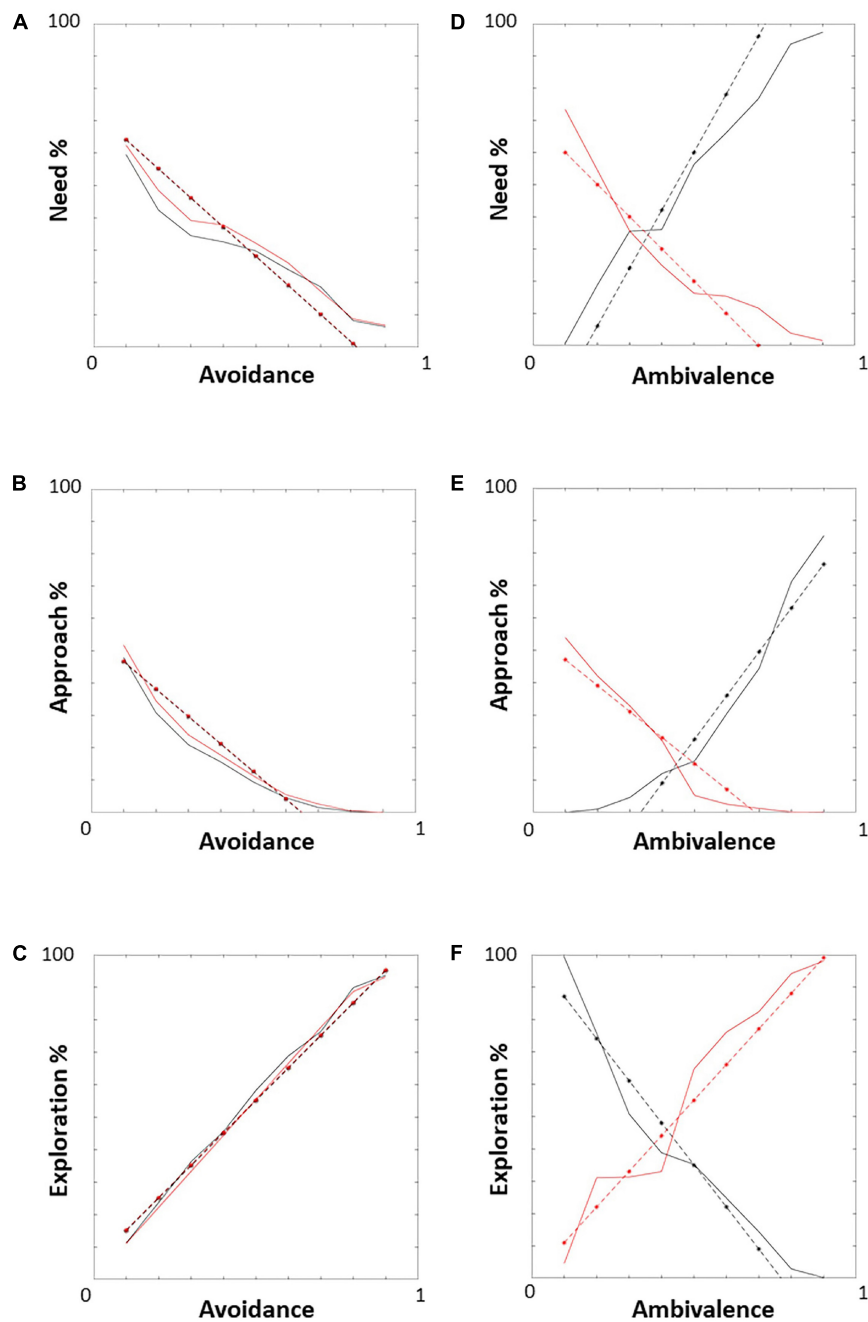 A
100
Need %
0
Avoidance
1
D
100
Need %
0
Ambivalence
1
B
100
Approach %
0
Avoidance
1
E
100
Approach %
0
Ambivalence
1
C
100
Exploration %
0
Avoidance
1
F
100
Exploration %
0
Ambivalence
1